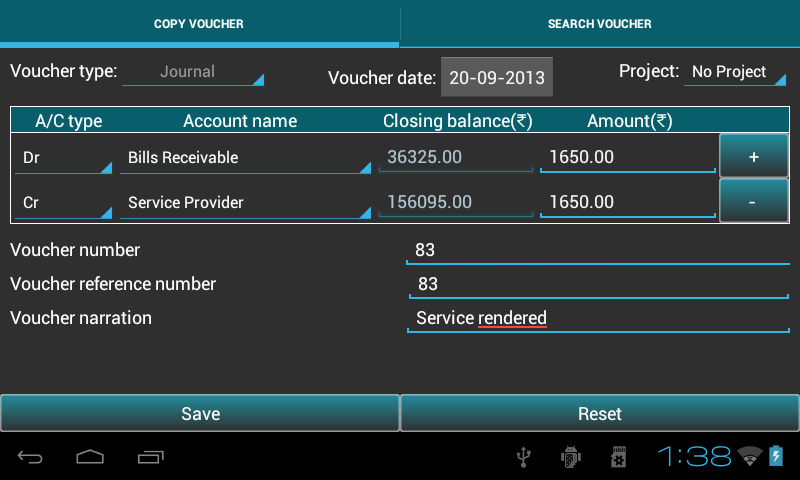 COPY VOUCHER SEARCH VOUCHER
Voucher type: Journal Voucher date: 20-09-2013 Project: No Project
A/C type Account name Closing balance(₹) Amount(₹)
Dr Bills Receivable 36325.00 1650.00 +
Cr Service Provider 156095.00 1650.00 -
Voucher number 83
Voucher reference number 83
Voucher narration Service rendered
Save Reset
1:38